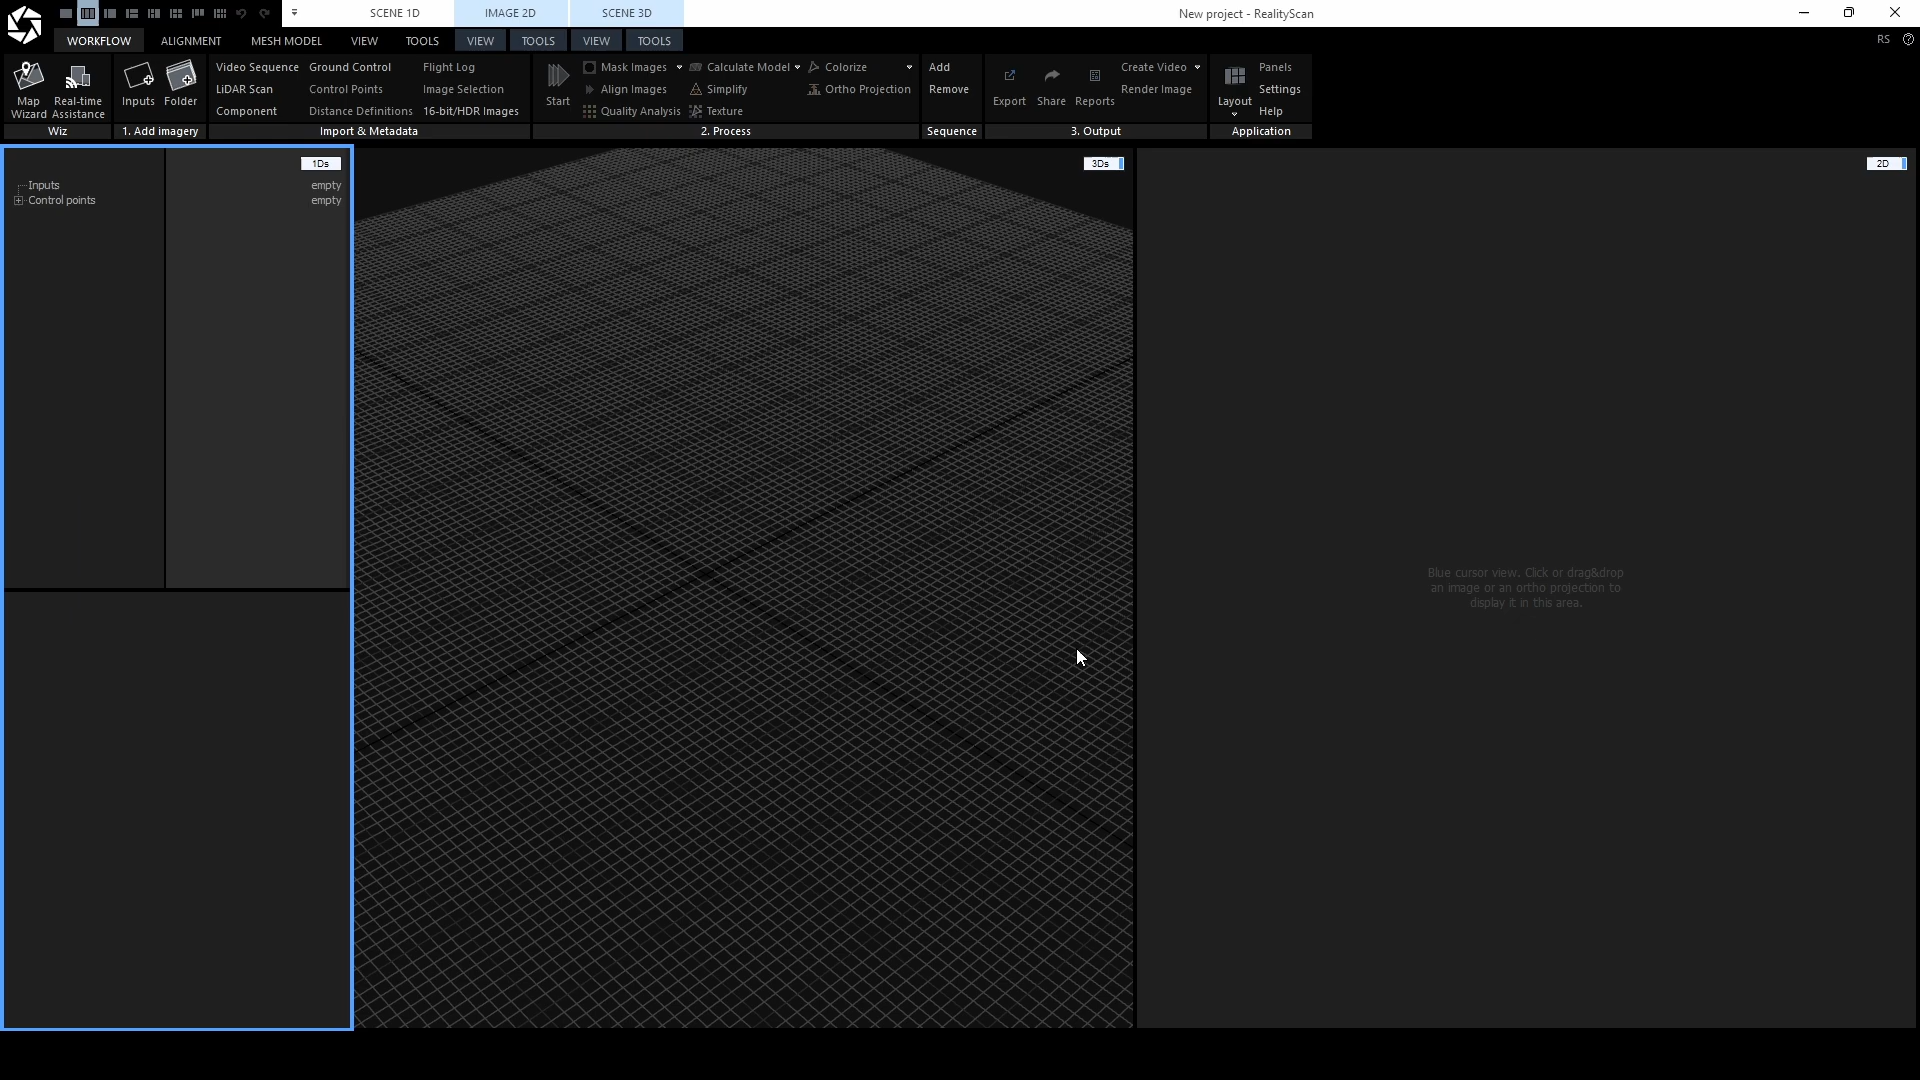 SCENE 1D IMAGE 2D SCENE 3D New project - RealityScan
WORKFLOW ALIGNMENT MESH MODEL VIEW TOOLS VIEW TOOLS VIEW TOOLS RS
Video Sequence Ground Control Flight Log Mask Images Calculate Model Colorize Add Create Video Panels
LiDAR Scan Control Points Image Selection Align Images Simplify Ortho Projection Remove Render Image Settings
Map Wizard Real-time Assistance Inputs Folder Start Export Share Reports Layout
Component Distance Definitions 16-bit/HDR Images Quality Analysis Texture Help
Wiz 1. Add imagery Import & Metadata 2. Process Sequence 3. Output Application
1Ds 3Ds 2D
Inputs empty
Control points empty
Blue cursor view. Click or drag&drop
an image or an ortho projection to
display it in this area.